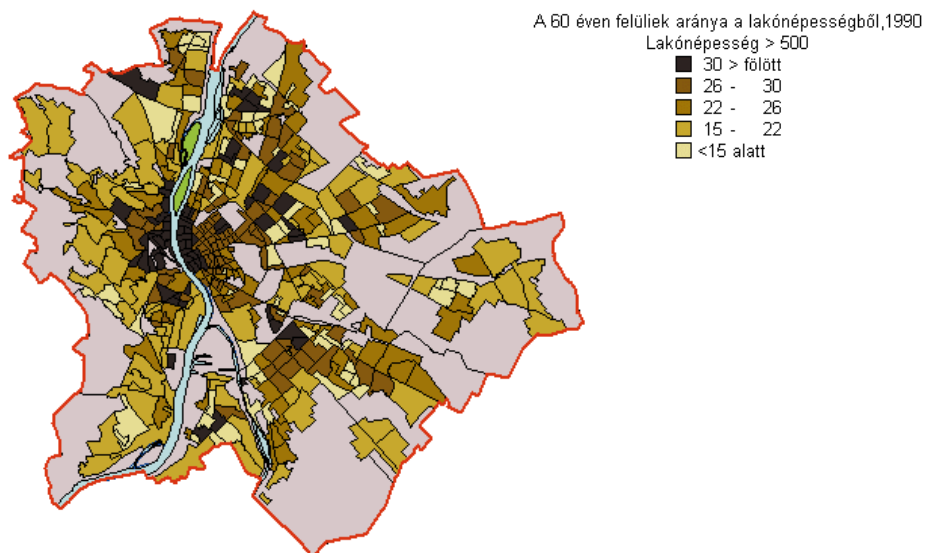 A 60 éven felüliek aránya a lakónépességből,1990
Lakónépesség > 500
30 > fölött
26 - 30
22 - 26
15 - 22
<15 alatt